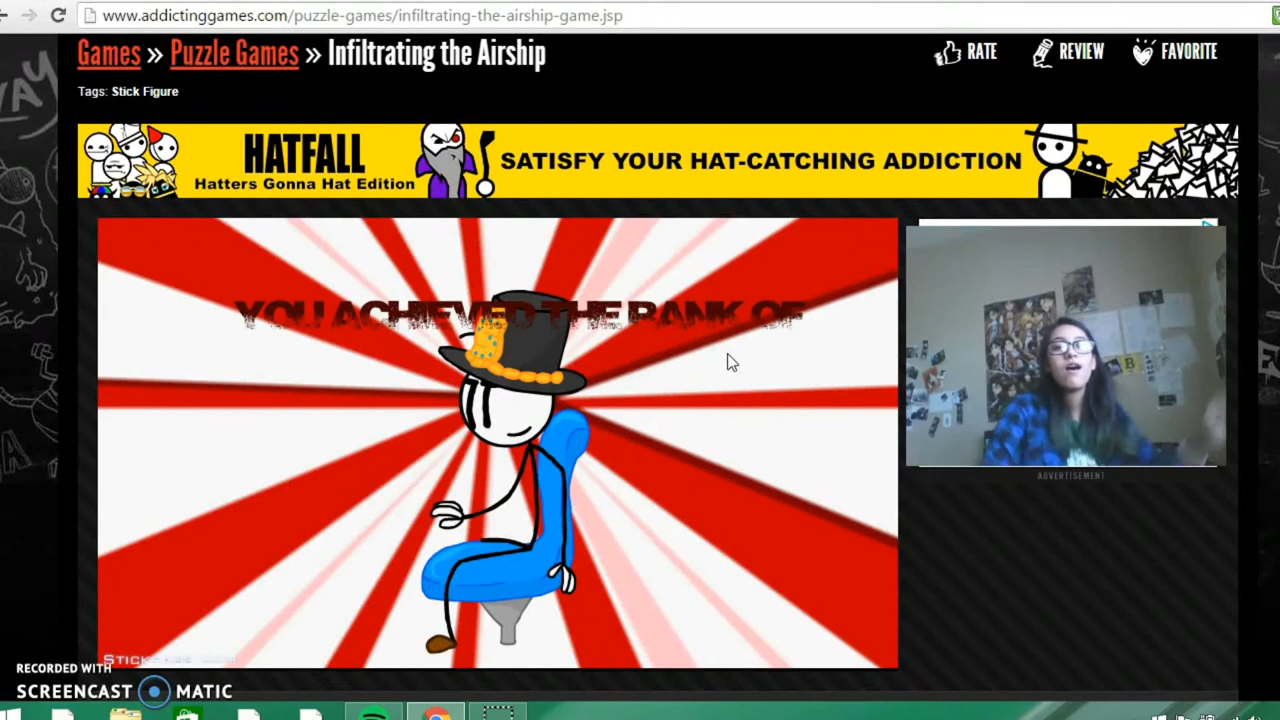 www.addictinggames.com/puzzle-games/infiltrating-the-airship-game.jsp
Games » Puzzle Games » Infiltrating the Airship
RATE
REVIEW
FAVORITE
Tags: Stick Figure
HATFALL
Hatters Gonna Hat Edition
SATISFY YOUR HAT-CATCHING ADDICTION
YOU ACHIEVED THE RANK OF
B
ADVERTISEMENT
RECORDED WITH
SCREENCAST MATIC